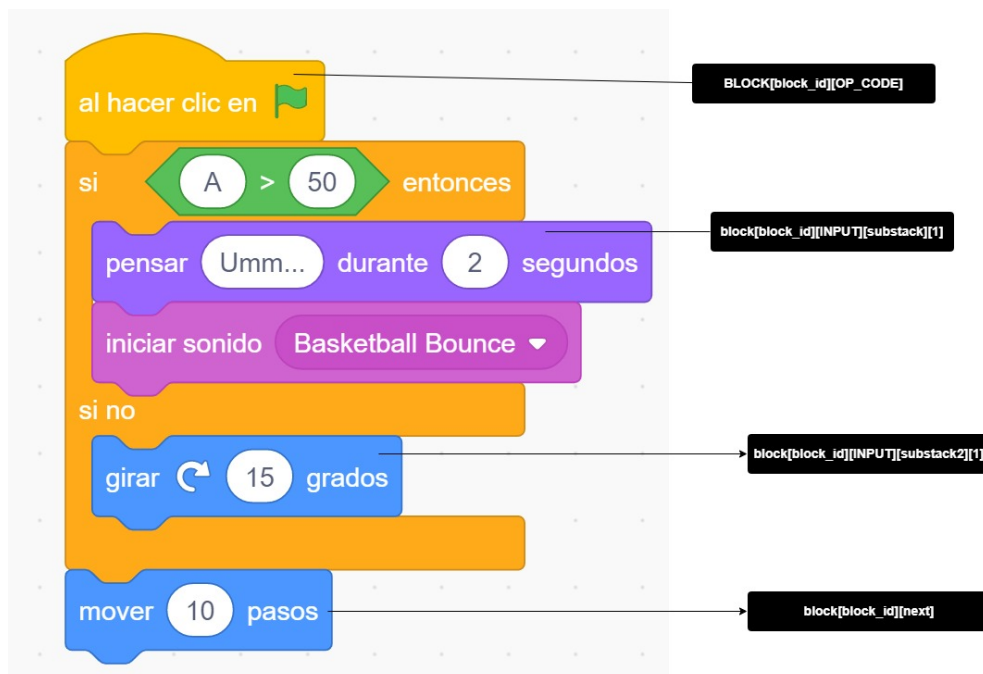 al hacer clic en
BLOCK[block_id][OP_CODE]
si A > 50 entonces
block[block_id][INPUT][substack][1]
pensar Umm... durante 2 segundos
iniciar sonido Basketball Bounce
si no
block[block_id][INPUT][substack2][1]
girar 15 grados
mover 10 pasos
block[block_id][next]